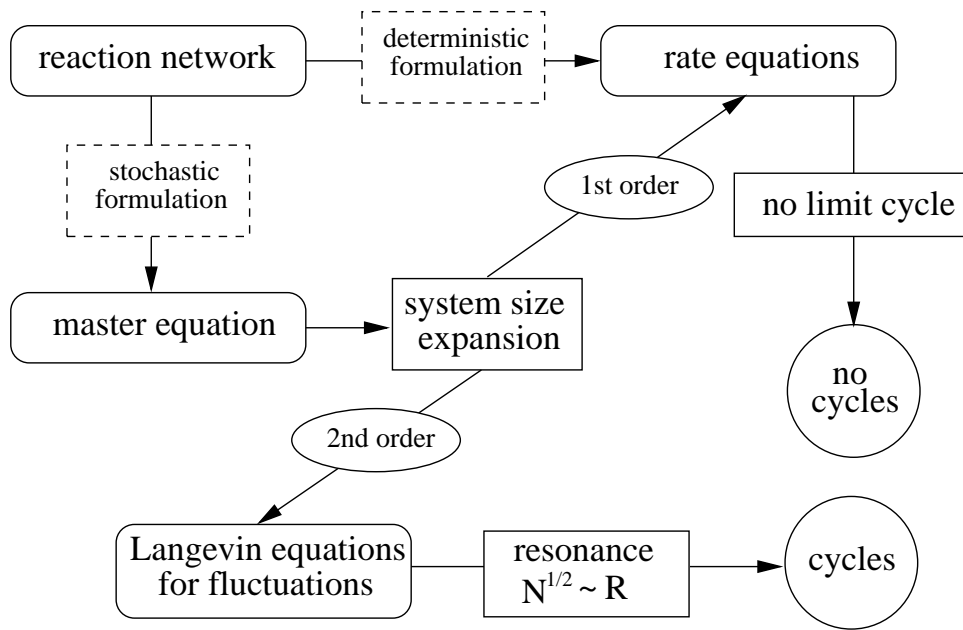 reaction network
deterministic
formulation
rate equations
stochastic
formulation
1st order
no limit cycle
master equation
system size
expansion
no
cycles
2nd order
Langevin equations
for fluctuations
resonance
N^{1/2} ~ R
cycles